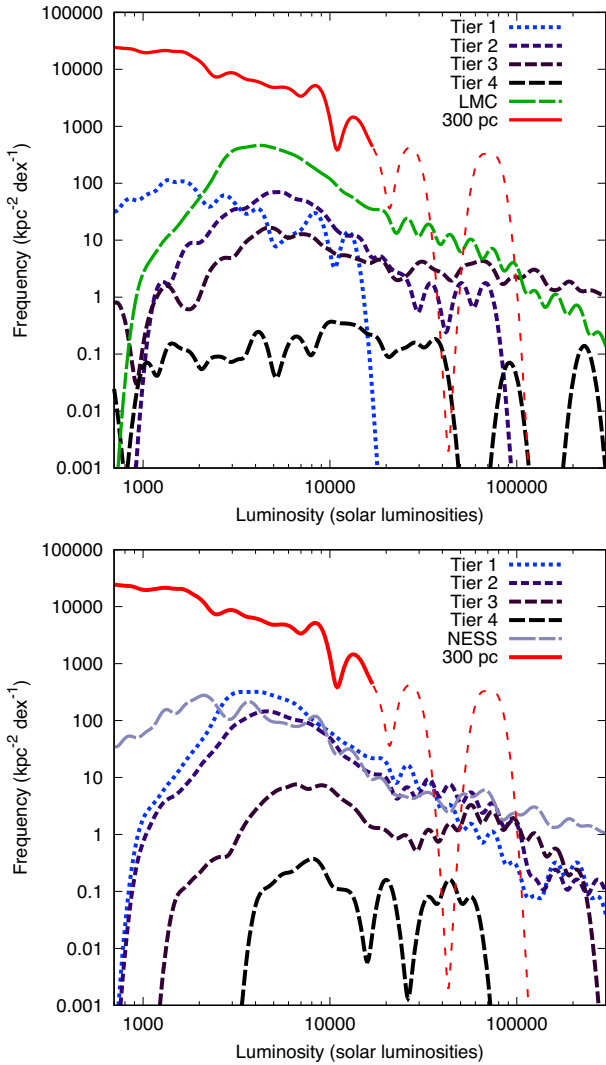 100000
10000
1000
100
10
1
0.1
0.01
0.001
Frequency (kpc⁻² dex⁻¹)
Tier 1
Tier 2
Tier 3
Tier 4
LMC
300 pc
1000 10000 100000
Luminosity (solar luminosities)
100000
10000
1000
100
10
1
0.1
0.01
0.001
Frequency (kpc⁻² dex⁻¹)
Tier 1
Tier 2
Tier 3
Tier 4
NESS
300 pc
1000 10000 100000
Luminosity (solar luminosities)